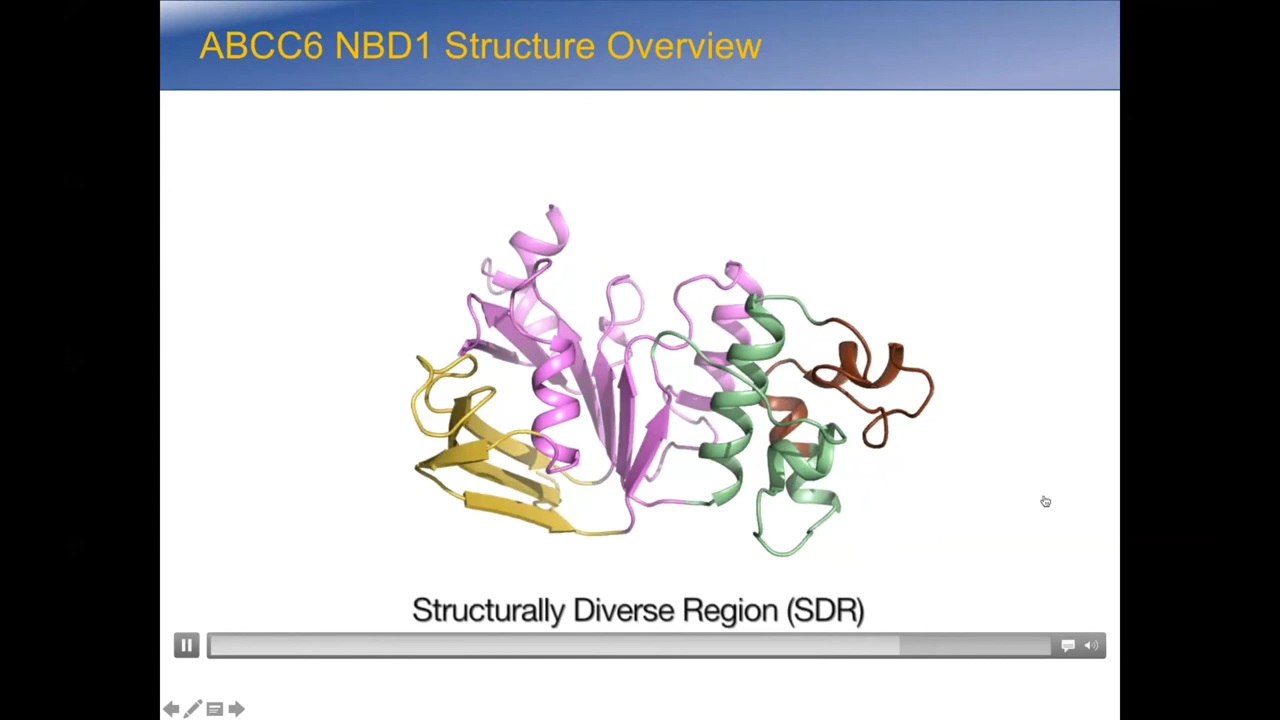 ABCC6 NBD1 Structure Overview
Structurally Diverse Region (SDR)